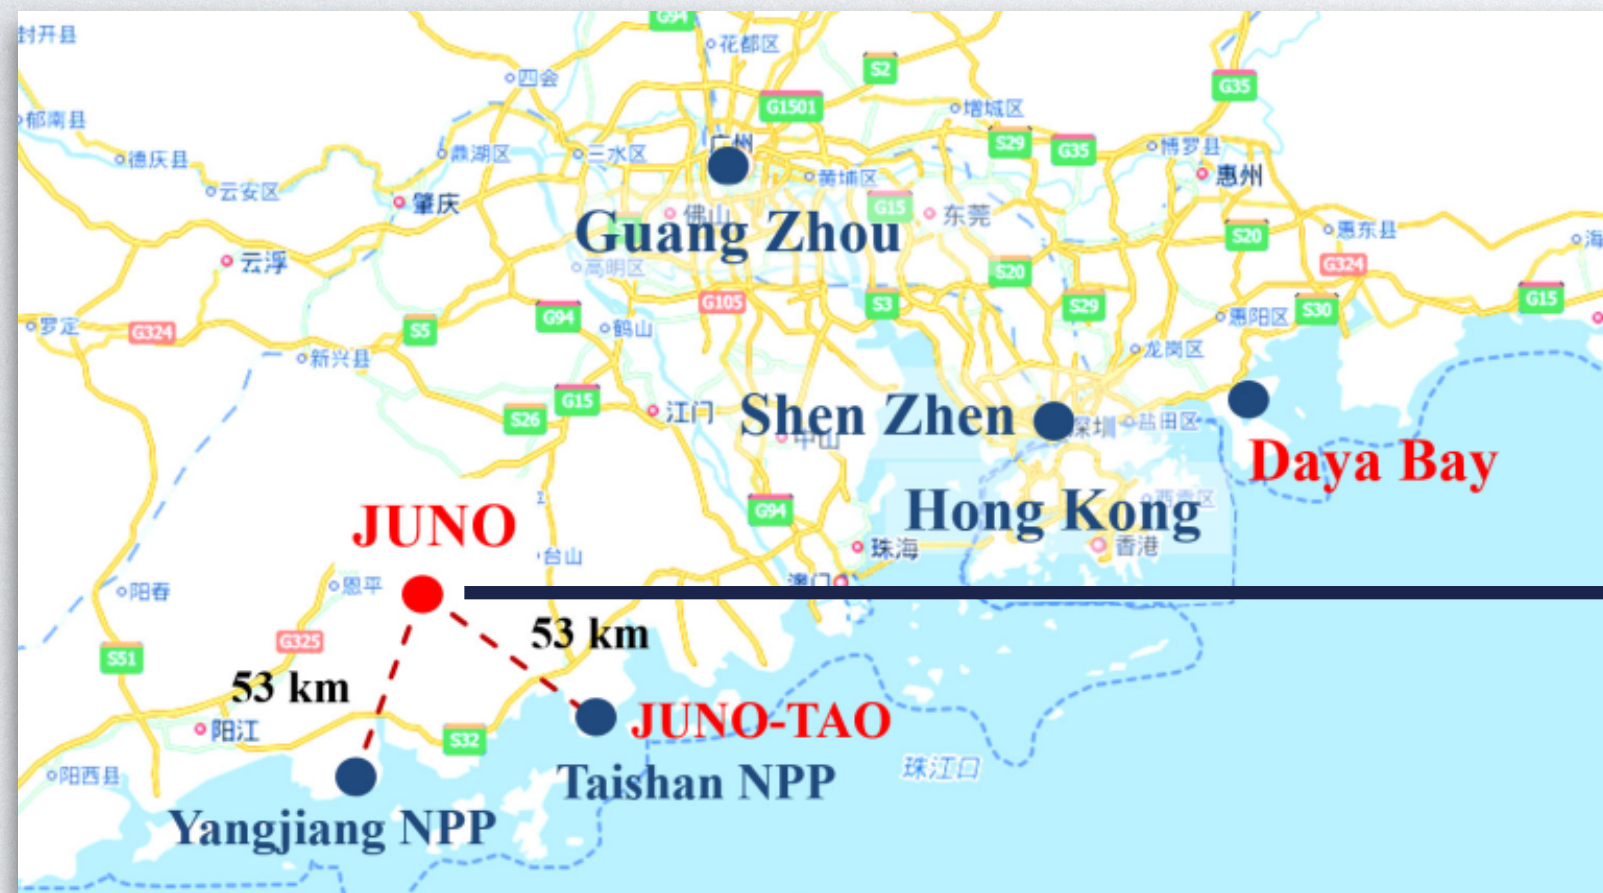 G94
封开县
花都区
S2
四会
G35
G1501
增城区
郁南县
广州
S29
G35
博罗县
德庆县
鼎湖区
三水区
黄埔区
惠州
云安区
肇庆
佛山
G15
东莞
Guang Zhou
S20
惠东县
海
云浮
高明区
S20
G324
G105
S3
S29
G15
罗定
G324
S5
G94
鹤山
惠阳区
S30
新兴县
龙岗区
G15
S26
江门
Shen Zhen
深圳
盐田区
中山
Daya Bay
G94
Hong Kong
西贡区
JUNO
珠海
香港
台山
恩平
澳门
阳春
53 km
G325
S51
53 km
阳江
JUNO-TAO
S32
珠江口
阳西县
Taishan NPP
Yangjiang NPP